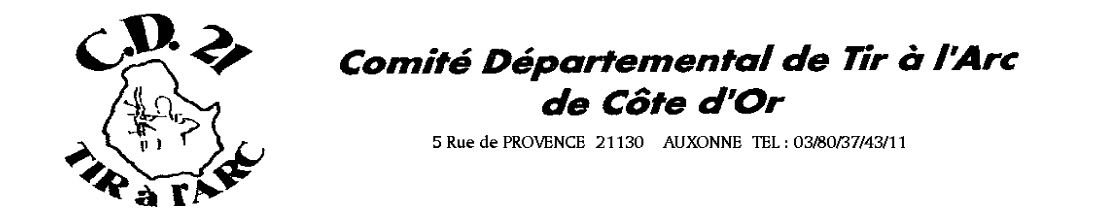 C.D. 21
TIR à l'ARC
Comité Départemental de Tir à l'Arc
de Côte d'Or
5 Rue de PROVENCE 21130 AUXONNE TEL : 03/80/37/43/11